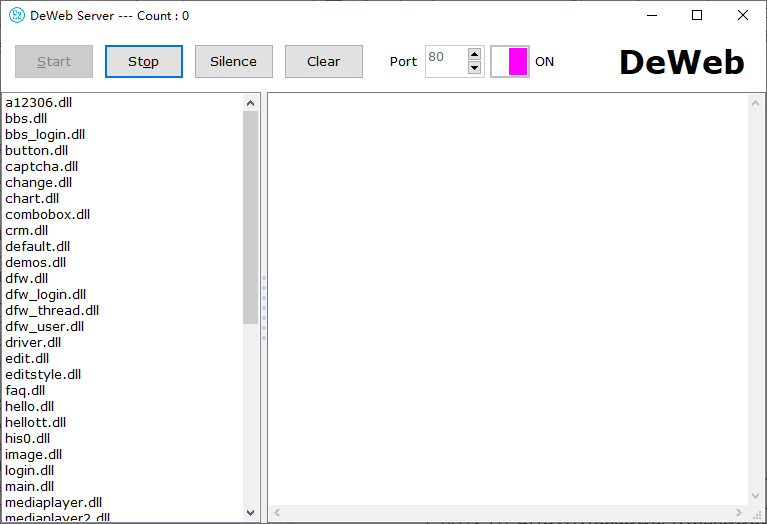 DeWeb Server --- Count : 0
Start Stop Silence Clear Port 80 ON DeWeb
a12306.dll
bbs.dll
bbs_login.dll
button.dll
captcha.dll
change.dll
chart.dll
combobox.dll
crm.dll
default.dll
demos.dll
dfw.dll
dfw_login.dll
dfw_thread.dll
dfw_user.dll
driver.dll
edit.dll
editstyle.dll
faq.dll
hello.dll
hellott.dll
his0.dll
image.dll
login.dll
main.dll
mediaplayer.dll
mediaplayer2.dll